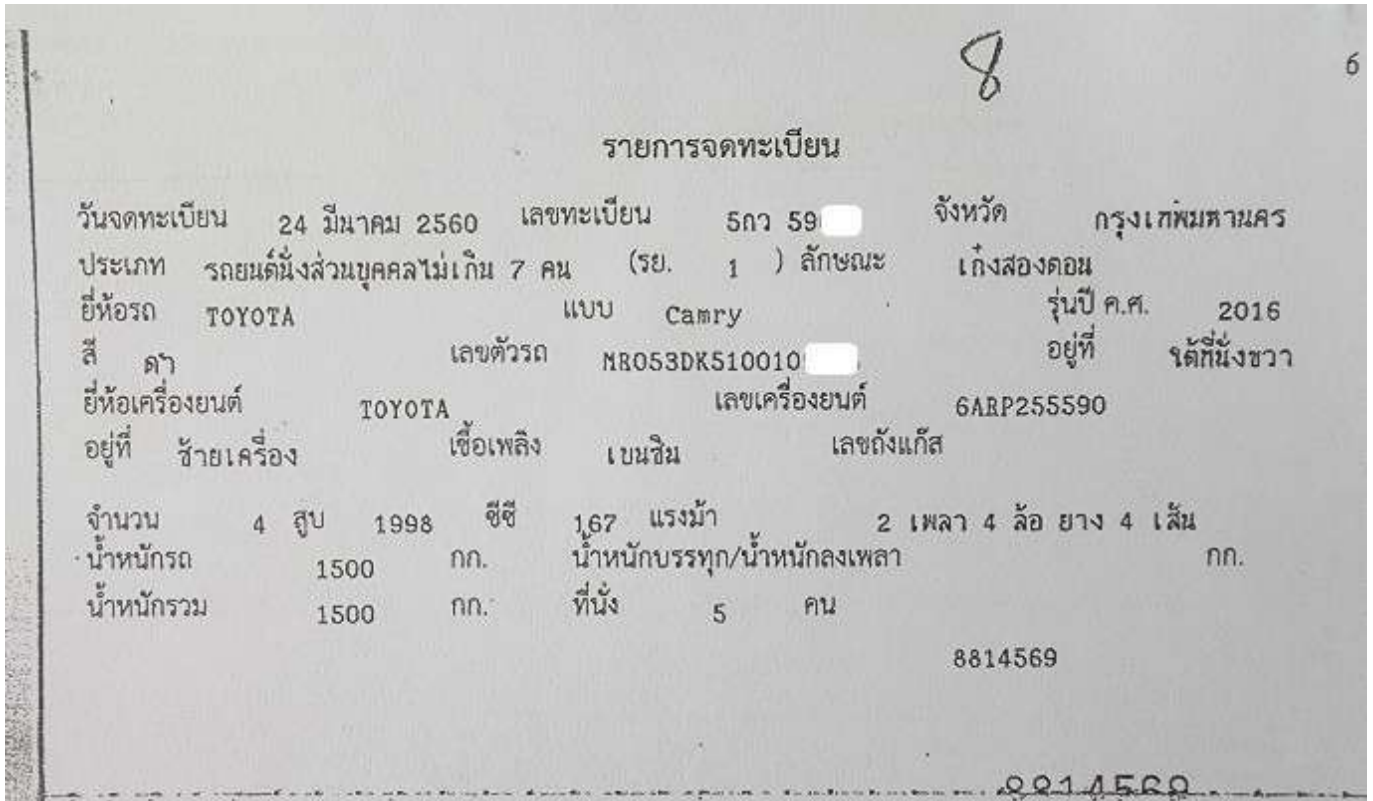 8
6
รายการจดทะเบียน
วันจดทะเบียน 24 มีนาคม 2560 เลขทะเบียน 5กว 59 จังหวัด กรุงเทพมหานคร
ประเภท รถยนต์นั่งส่วนบุคคลไม่เกิน 7 คน (รย. 1 ) ลักษณะ เก๋งสองตอน
ยี่ห้อรถ TOYOTA แบบ Camry รุ่นปี ค.ศ. 2016
สี ดำ เลขตัวรถ MR053DK510010 อยู่ที่ ใต้ที่นั่งขวา
ยี่ห้อเครื่องยนต์ TOYOTA เลขเครื่องยนต์ 6ARP255590
อยู่ที่ ซ้ายเครื่อง เชื้อเพลิง เบนซิน เลขถังแก๊ส
จำนวน 4 สูบ 1998 ซีซี 167 แรงม้า 2 เพลา 4 ล้อ ยาง 4 เส้น
น้ำหนักรถ 1500 กก. น้ำหนักบรรทุก/น้ำหนักลงเพลา กก.
น้ำหนักรวม 1500 กก. ที่นั่ง 5 คน
8814569